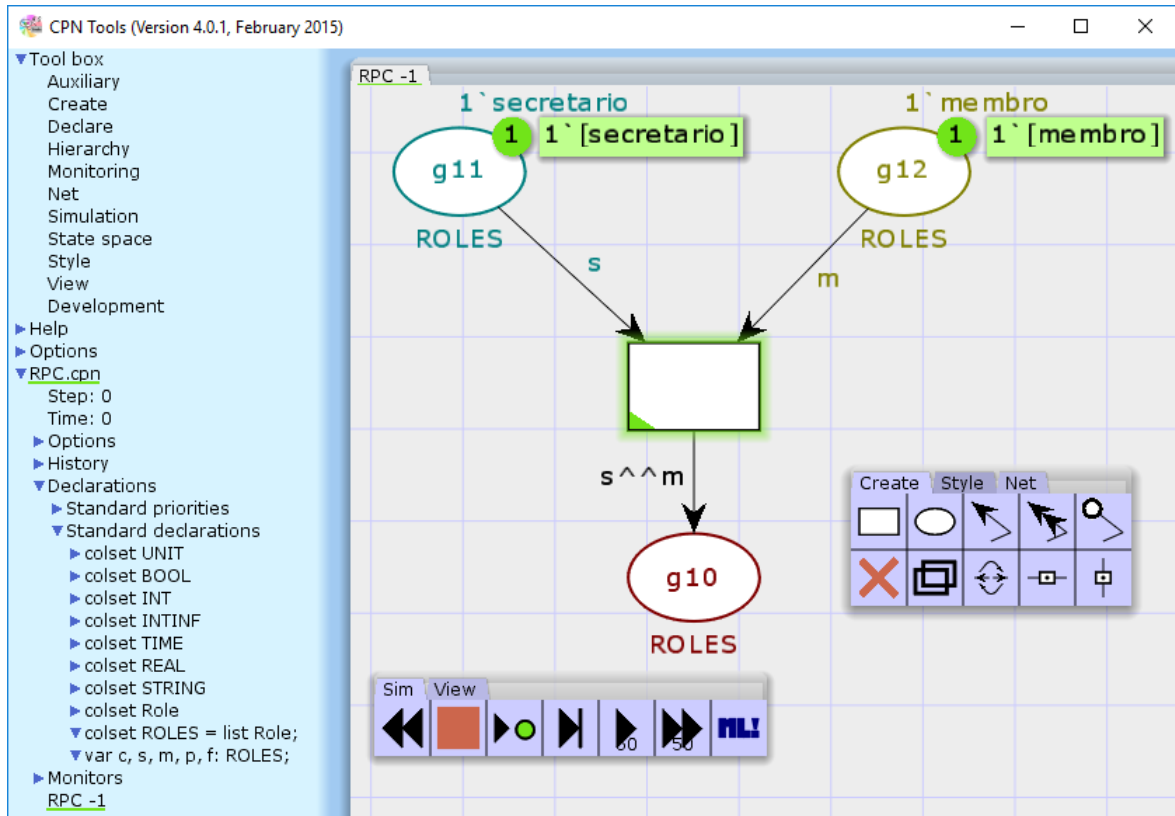 CPN Tools (Version 4.0.1, February 2015)
Tool box
Auxiliary
Create
Declare
Hierarchy
Monitoring
Net
Simulation
State space
Style
View
Development
Help
Options
RPC.cpn
Step: 0
Time: 0
Options
History
Declarations
Standard priorities
Standard declarations
colset UNIT
colset BOOL
colset INT
colset INTINF
colset TIME
colset REAL
colset STRING
colset Role
colset ROLES = list Role;
var c, s, m, p, f: ROLES;
Monitors
RPC -1
RPC -1
1`secretario
1 1`[secretario]
g11
ROLES
s
1`membro
1 1`[membro]
g12
ROLES
m
s^^m
g10
ROLES
Create Style Net
Sim View
60 50 ML!